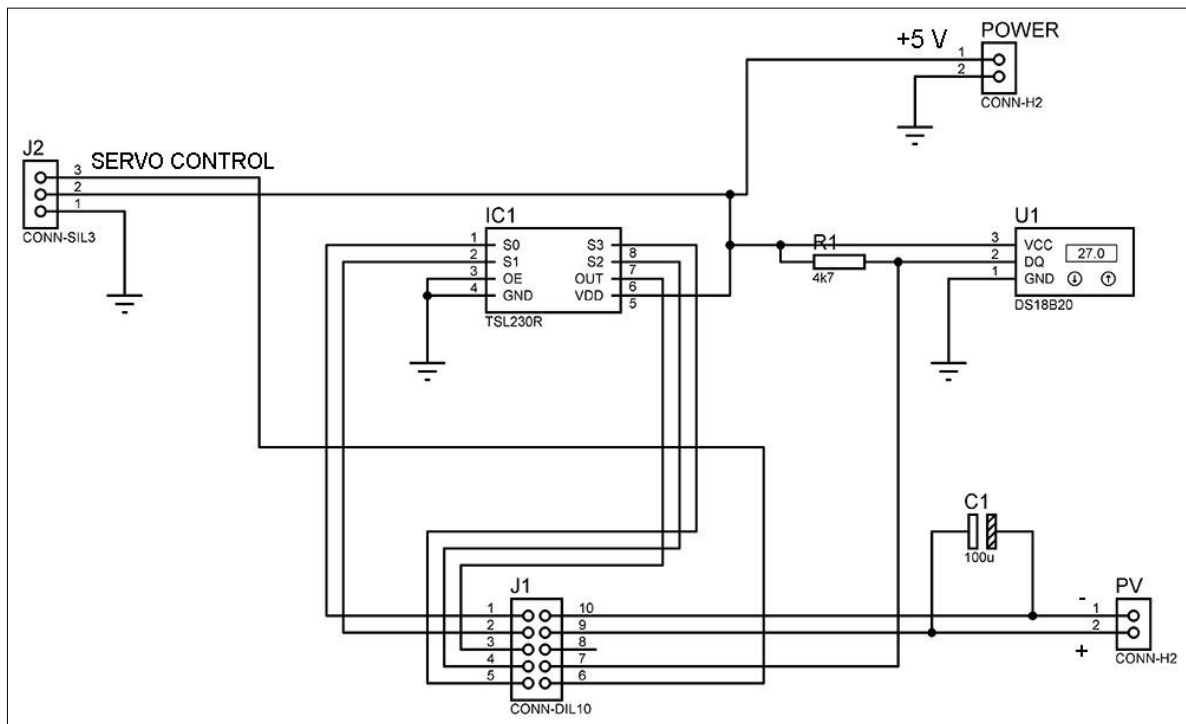 POWER
+5 V
1
2
CONN-H2
J2
SERVO CONTROL
3
2
1
CONN-SIL3
IC1
1 S0 S3 8
2 S1 S2 7
3 OE OUT 6
4 GND VDD 5
TSL230R
R1
4k7
U1
3 VCC
2 DQ
1 GND
27.0
DS18B20
C1
100u
J1
1 10
2 9
3 8
4 7
5 6
CONN-DIL10
PV
- 1
+ 2
CONN-H2